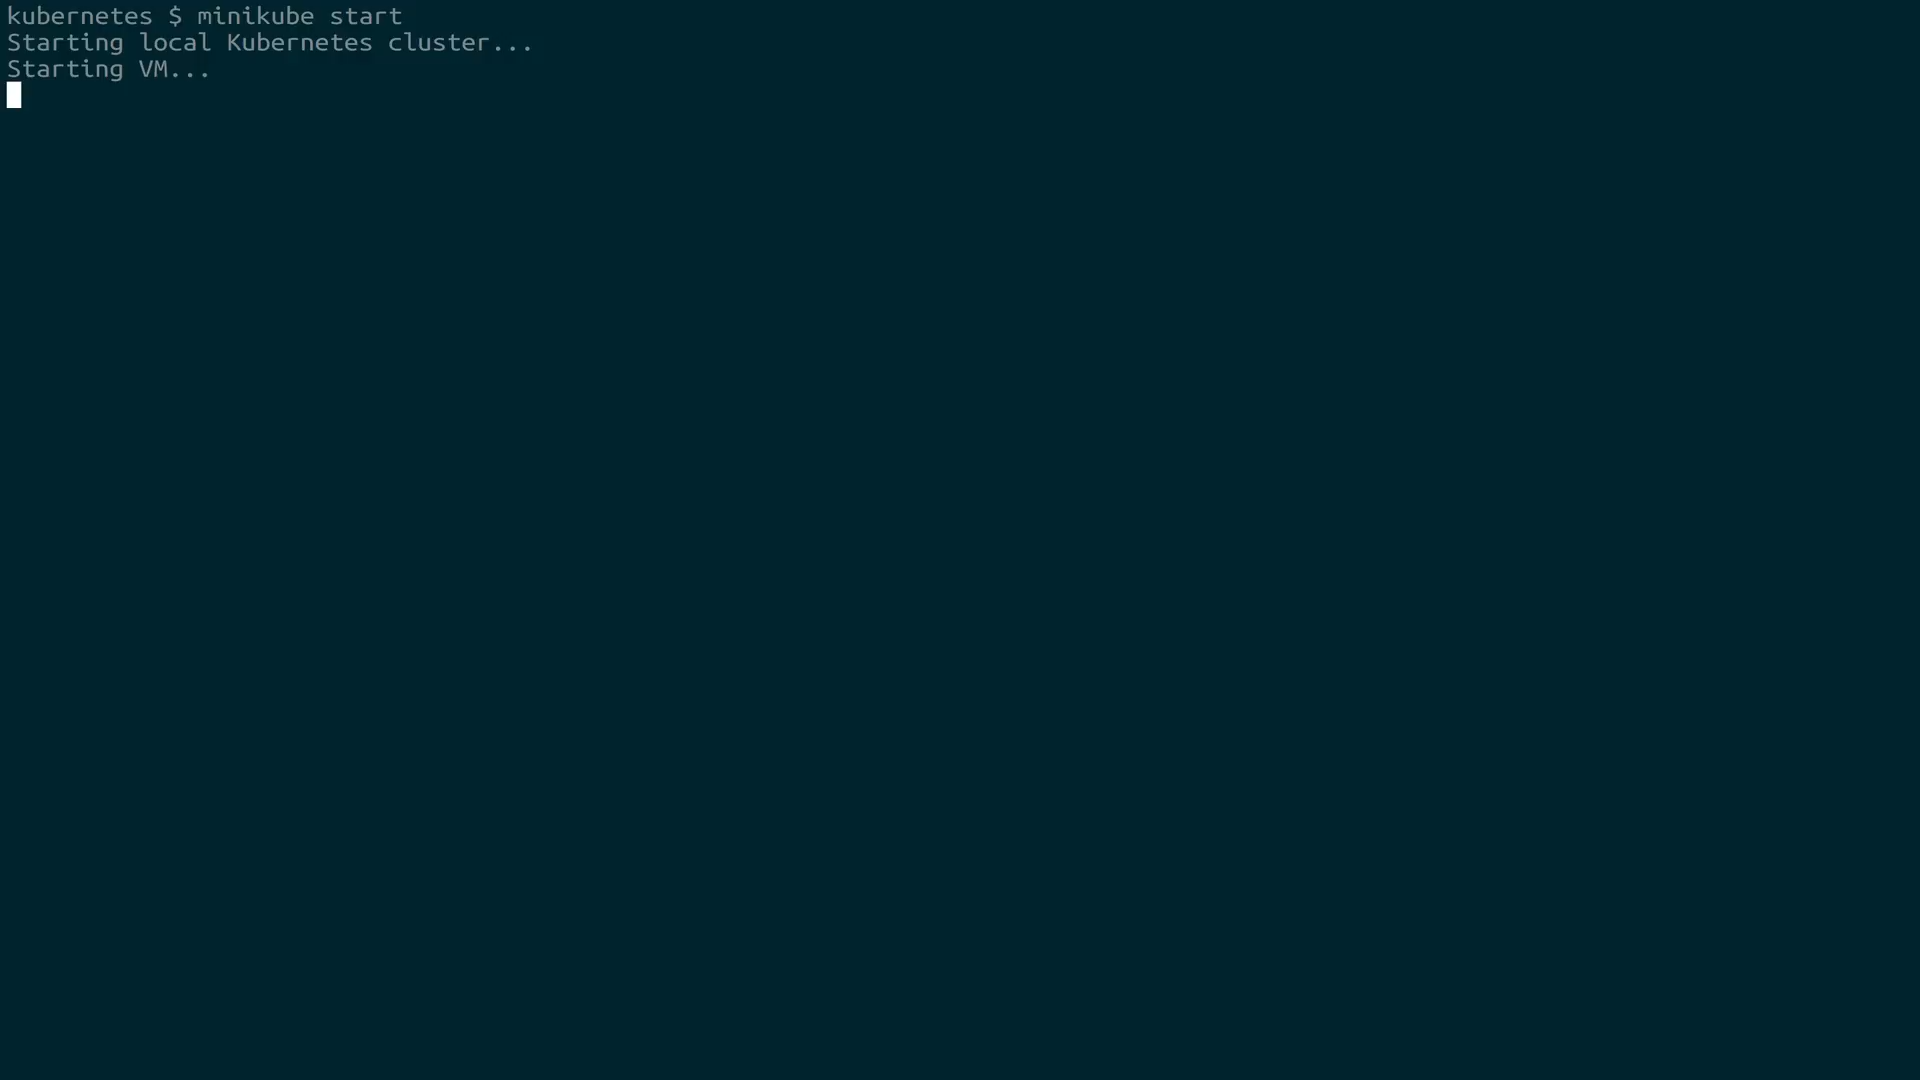 kubernetes $ minikube start
Starting local Kubernetes cluster...
Starting VM...